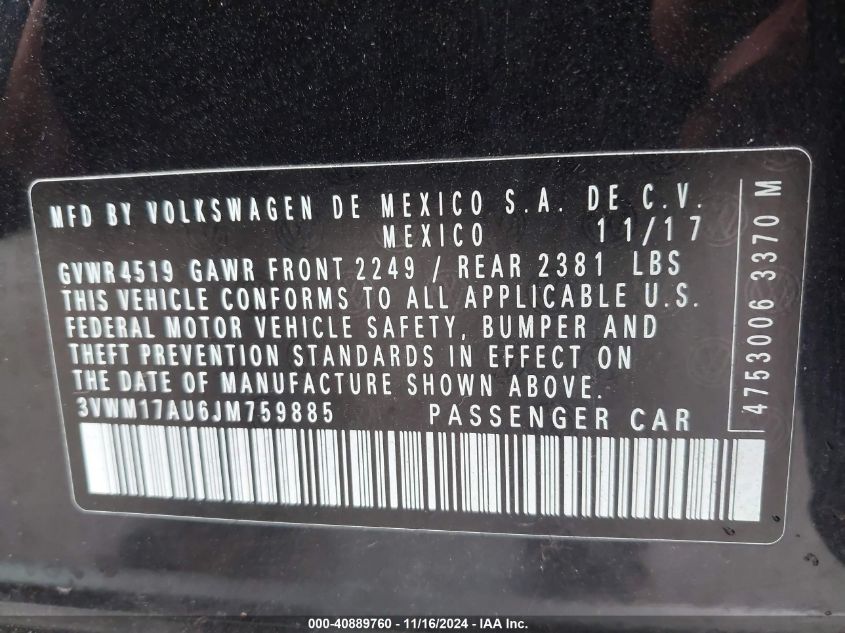 MFD BY VOLKSWAGEN DE MEXICO S.A. DE C.V.
MEXICO 11/17
GVWR4519 GAWR FRONT 2249 / REAR 2381 LBS
THIS VEHICLE CONFORMS TO ALL APPLICABLE U.S.
FEDERAL MOTOR VEHICLE SAFETY, BUMPER AND
THEFT PREVENTION STANDARDS IN EFFECT ON
THE DATE OF MANUFACTURE SHOWN ABOVE.
3VWM17AU6JM759885 PASSENGER CAR
4753006 3370 M
000-40889760 - 11/16/2024 - IAA Inc.